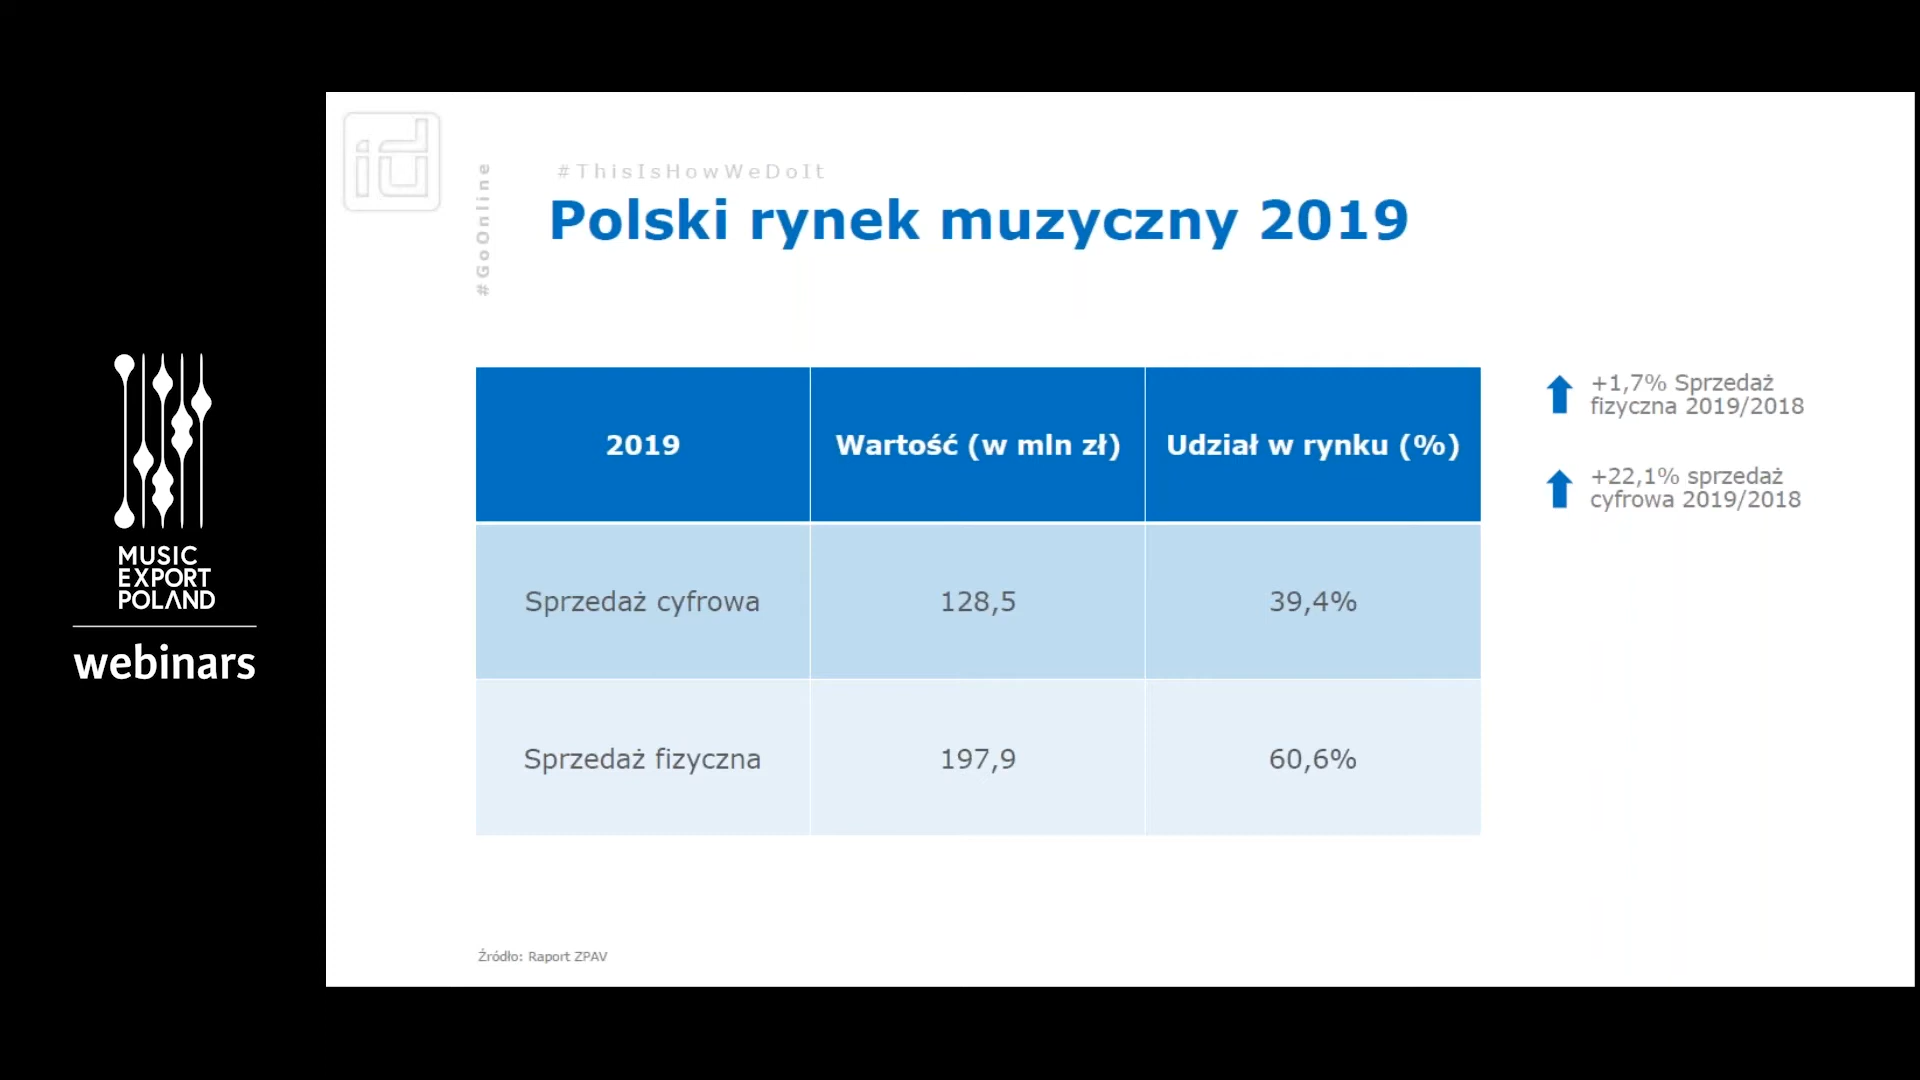 MUSIC
EXPORT
POLAND
webinars
id
#GoOnline
#ThisIsHowWeDoIt
Polski rynek muzyczny 2019
2019 Wartość (w mln zł) Udział w rynku (%)
Sprzedaż cyfrowa 128,5 39,4%
Sprzedaż fizyczna 197,9 60,6%
+1,7% Sprzedaż
fizyczna 2019/2018
+22,1% sprzedaż
cyfrowa 2019/2018
Źródło: Raport ZPAV